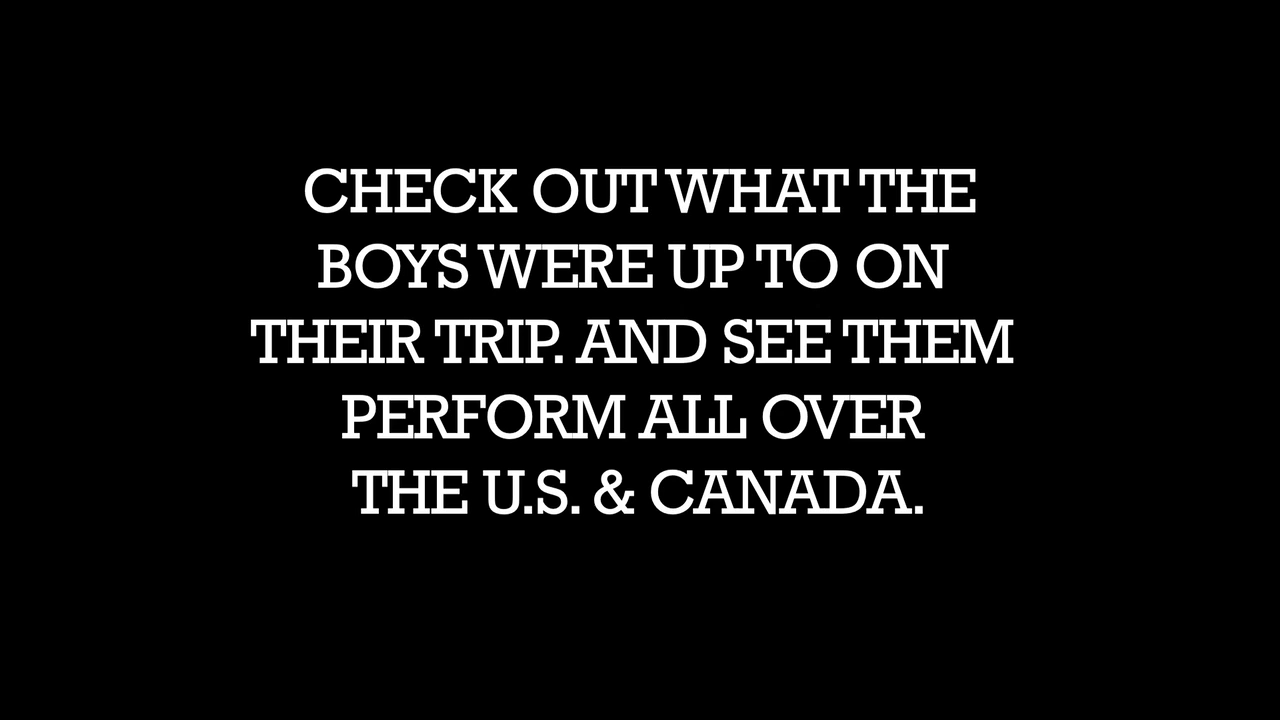 CHECK OUT WHAT THE
BOYS WERE UP TO ON
THEIR TRIP. AND SEE THEM
PERFORM ALL OVER
THE U.S. & CANADA.